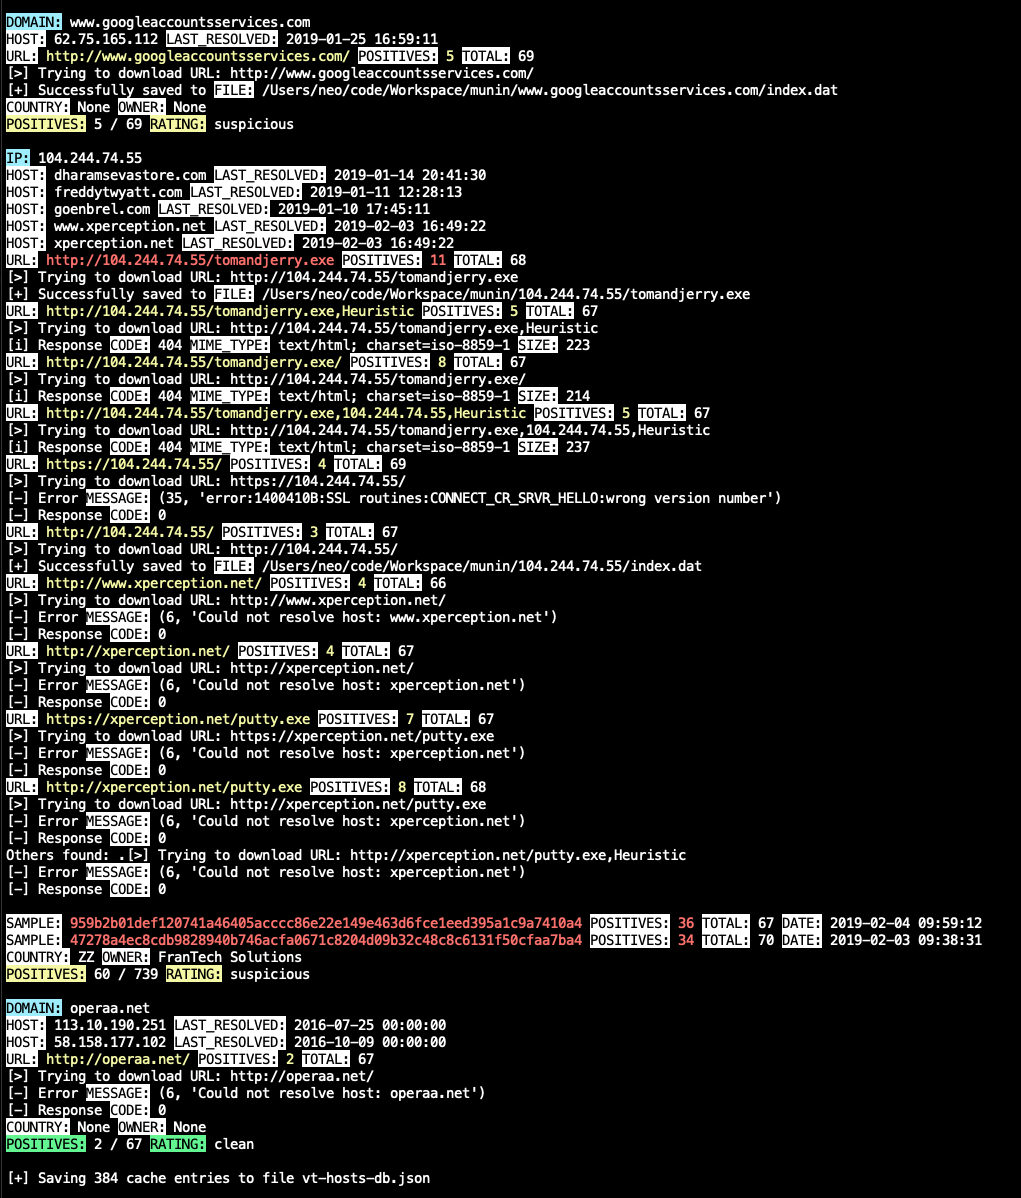 DOMAIN: www.googleaccountsservices.com
HOST: 62.75.165.112 LAST_RESOLVED: 2019-01-25 16:59:11
URL: http://www.googleaccountsservices.com/ POSITIVES: 5 TOTAL: 69
[>] Trying to download URL: http://www.googleaccountsservices.com/
[+] Successfully saved to FILE: /Users/neo/code/Workspace/munin/www.googleaccountsservices.com/index.dat
COUNTRY: None OWNER: None
POSITIVES: 5 / 69 RATING: suspicious
IP: 104.244.74.55
HOST: dharamsevastore.com LAST_RESOLVED: 2019-01-14 20:41:30
HOST: freddytwyatt.com LAST_RESOLVED: 2019-01-11 12:28:13
HOST: goenbrel.com LAST_RESOLVED: 2019-01-10 17:45:11
HOST: www.xperception.net LAST_RESOLVED: 2019-02-03 16:49:22
HOST: xperception.net LAST_RESOLVED: 2019-02-03 16:49:22
URL: http://104.244.74.55/tomandjerry.exe POSITIVES: 11 TOTAL: 68
[>] Trying to download URL: http://104.244.74.55/tomandjerry.exe
[+] Successfully saved to FILE: /Users/neo/code/Workspace/munin/104.244.74.55/tomandjerry.exe
URL: http://104.244.74.55/tomandjerry.exe,Heuristic POSITIVES: 5 TOTAL: 67
[>] Trying to download URL: http://104.244.74.55/tomandjerry.exe,Heuristic
[i] Response CODE: 404 MIME_TYPE: text/html; charset=iso-8859-1 SIZE: 223
URL: http://104.244.74.55/tomandjerry.exe/ POSITIVES: 8 TOTAL: 67
[>] Trying to download URL: http://104.244.74.55/tomandjerry.exe/
[i] Response CODE: 404 MIME_TYPE: text/html; charset=iso-8859-1 SIZE: 214
URL: http://104.244.74.55/tomandjerry.exe,104.244.74.55,Heuristic POSITIVES: 5 TOTAL: 67
[>] Trying to download URL: http://104.244.74.55/tomandjerry.exe,104.244.74.55,Heuristic
[i] Response CODE: 404 MIME_TYPE: text/html; charset=iso-8859-1 SIZE: 237
URL: https://104.244.74.55/ POSITIVES: 4 TOTAL: 69
[>] Trying to download URL: https://104.244.74.55/
[-] Error MESSAGE: (35, 'error:1400410B:SSL routines:CONNECT_CR_SRVR_HELLO:wrong version number')
[-] Response CODE: 0
URL: http://104.244.74.55/ POSITIVES: 3 TOTAL: 67
[>] Trying to download URL: http://104.244.74.55/
[+] Successfully saved to FILE: /Users/neo/code/Workspace/munin/104.244.74.55/index.dat
URL: http://www.xperception.net/ POSITIVES: 4 TOTAL: 66
[>] Trying to download URL: http://www.xperception.net/
[-] Error MESSAGE: (6, 'Could not resolve host: www.xperception.net')
[-] Response CODE: 0
URL: http://xperception.net/ POSITIVES: 4 TOTAL: 67
[>] Trying to download URL: http://xperception.net/
[-] Error MESSAGE: (6, 'Could not resolve host: xperception.net')
[-] Response CODE: 0
URL: https://xperception.net/putty.exe POSITIVES: 7 TOTAL: 67
[>] Trying to download URL: https://xperception.net/putty.exe
[-] Error MESSAGE: (6, 'Could not resolve host: xperception.net')
[-] Response CODE: 0
URL: http://xperception.net/putty.exe POSITIVES: 8 TOTAL: 68
[>] Trying to download URL: http://xperception.net/putty.exe
[-] Error MESSAGE: (6, 'Could not resolve host: xperception.net')
[-] Response CODE: 0
Others found: .[>] Trying to download URL: http://xperception.net/putty.exe,Heuristic
[-] Error MESSAGE: (6, 'Could not resolve host: xperception.net')
[-] Response CODE: 0
SAMPLE: 959b2b01def120741a46405acccc86e22e149e463d6fce1eed395a1c9a7410a4 POSITIVES: 36 TOTAL: 67 DATE: 2019-02-04 09:59:12
SAMPLE: 47278a4ec8cdb9828940b746acfa0671c8204d09b32c48c8c6131f50cfaa7ba4 POSITIVES: 34 TOTAL: 70 DATE: 2019-02-03 09:38:31
COUNTRY: ZZ OWNER: FranTech Solutions
POSITIVES: 60 / 739 RATING: suspicious
DOMAIN: operaa.net
HOST: 113.10.190.251 LAST_RESOLVED: 2016-07-25 00:00:00
HOST: 58.158.177.102 LAST_RESOLVED: 2016-10-09 00:00:00
URL: http://operaa.net/ POSITIVES: 2 TOTAL: 67
[>] Trying to download URL: http://operaa.net/
[-] Error MESSAGE: (6, 'Could not resolve host: operaa.net')
[-] Response CODE: 0
COUNTRY: None OWNER: None
POSITIVES: 2 / 67 RATING: clean
[+] Saving 384 cache entries to file vt-hosts-db.json